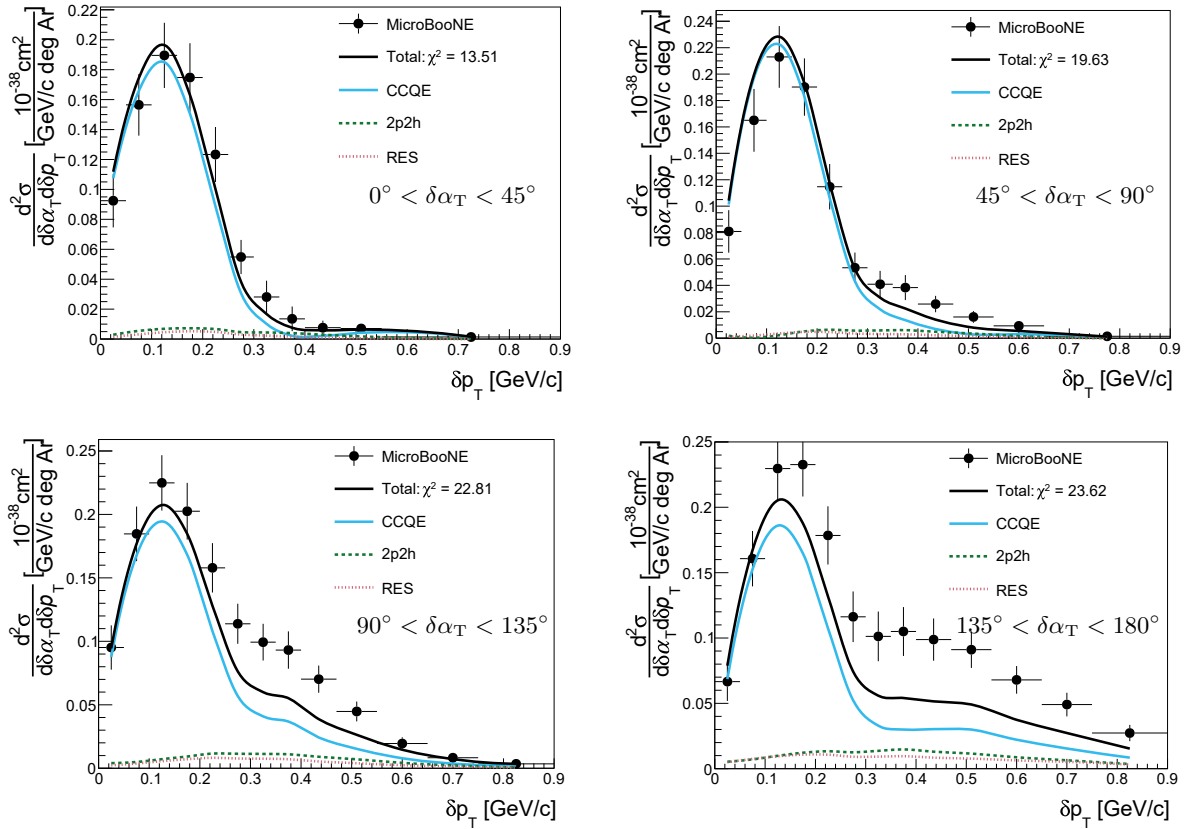 d²σ/dδα_T dδp_T [10⁻³⁸cm²/GeV/c deg Ar]
0.22
0.2
0.18
0.16
0.14
0.12
0.1
0.08
0.06
0.04
0.02
0
MicroBooNE
Total: χ² = 13.51
CCQE
2p2h
RES
0° < δα_T < 45°
0 0.1 0.2 0.3 0.4 0.5 0.6 0.7 0.8 0.9
δp_T [GeV/c]
d²σ/dδα_T dδp_T [10⁻³⁸cm²/GeV/c deg Ar]
0.24
0.22
0.2
0.18
0.16
0.14
0.12
0.1
0.08
0.06
0.04
0.02
0
MicroBooNE
Total: χ² = 19.63
CCQE
2p2h
RES
45° < δα_T < 90°
0 0.1 0.2 0.3 0.4 0.5 0.6 0.7 0.8 0.9
δp_T [GeV/c]
d²σ/dδα_T dδp_T [10⁻³⁸cm²/GeV/c deg Ar]
0.25
0.2
0.15
0.1
0.05
0
MicroBooNE
Total: χ² = 22.81
CCQE
2p2h
RES
90° < δα_T < 135°
0 0.1 0.2 0.3 0.4 0.5 0.6 0.7 0.8 0.9
δp_T [GeV/c]
d²σ/dδα_T dδp_T [10⁻³⁸cm²/GeV/c deg Ar]
0.25
0.2
0.15
0.1
0.05
0
MicroBooNE
Total: χ² = 23.62
CCQE
2p2h
RES
135° < δα_T < 180°
0 0.1 0.2 0.3 0.4 0.5 0.6 0.7 0.8 0.9
δp_T [GeV/c]